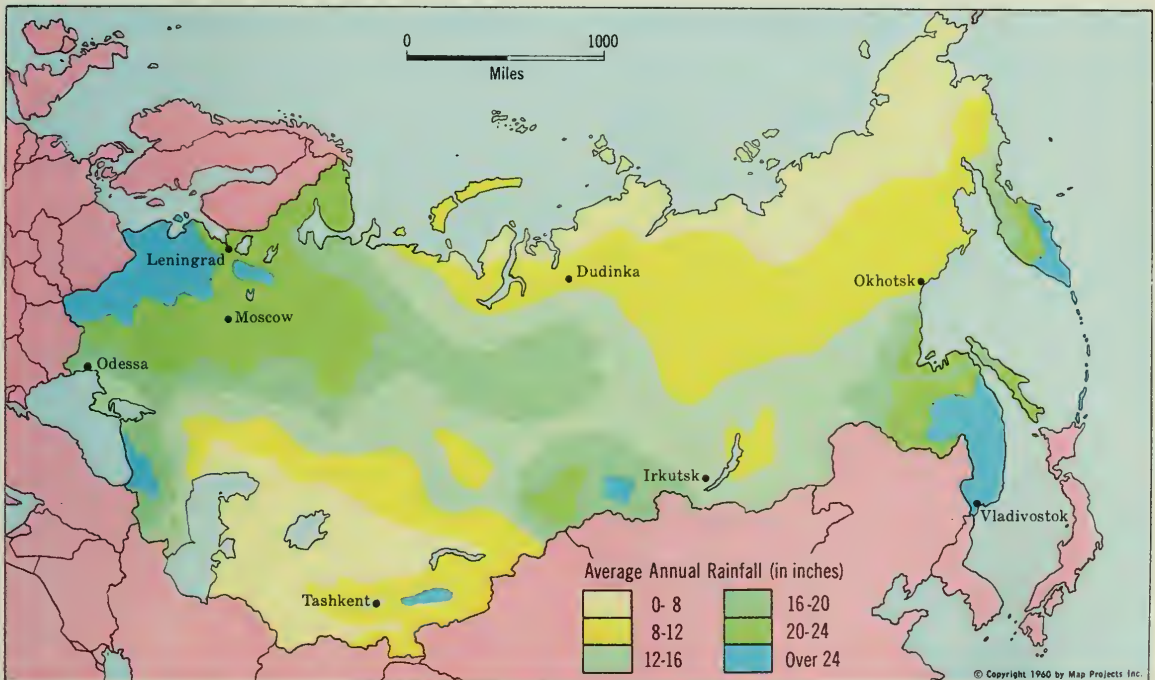 0 1000
Miles
Leningrad
Dudinka
Okhotsk
Moscow
Odessa
Irkutsk
Vladivostok
Tashkent
Average Annual Rainfall (in inches)
0- 8 16-20
8-12 20-24
12-16 Over 24
© Copyright 1960 by Map Projects Inc.